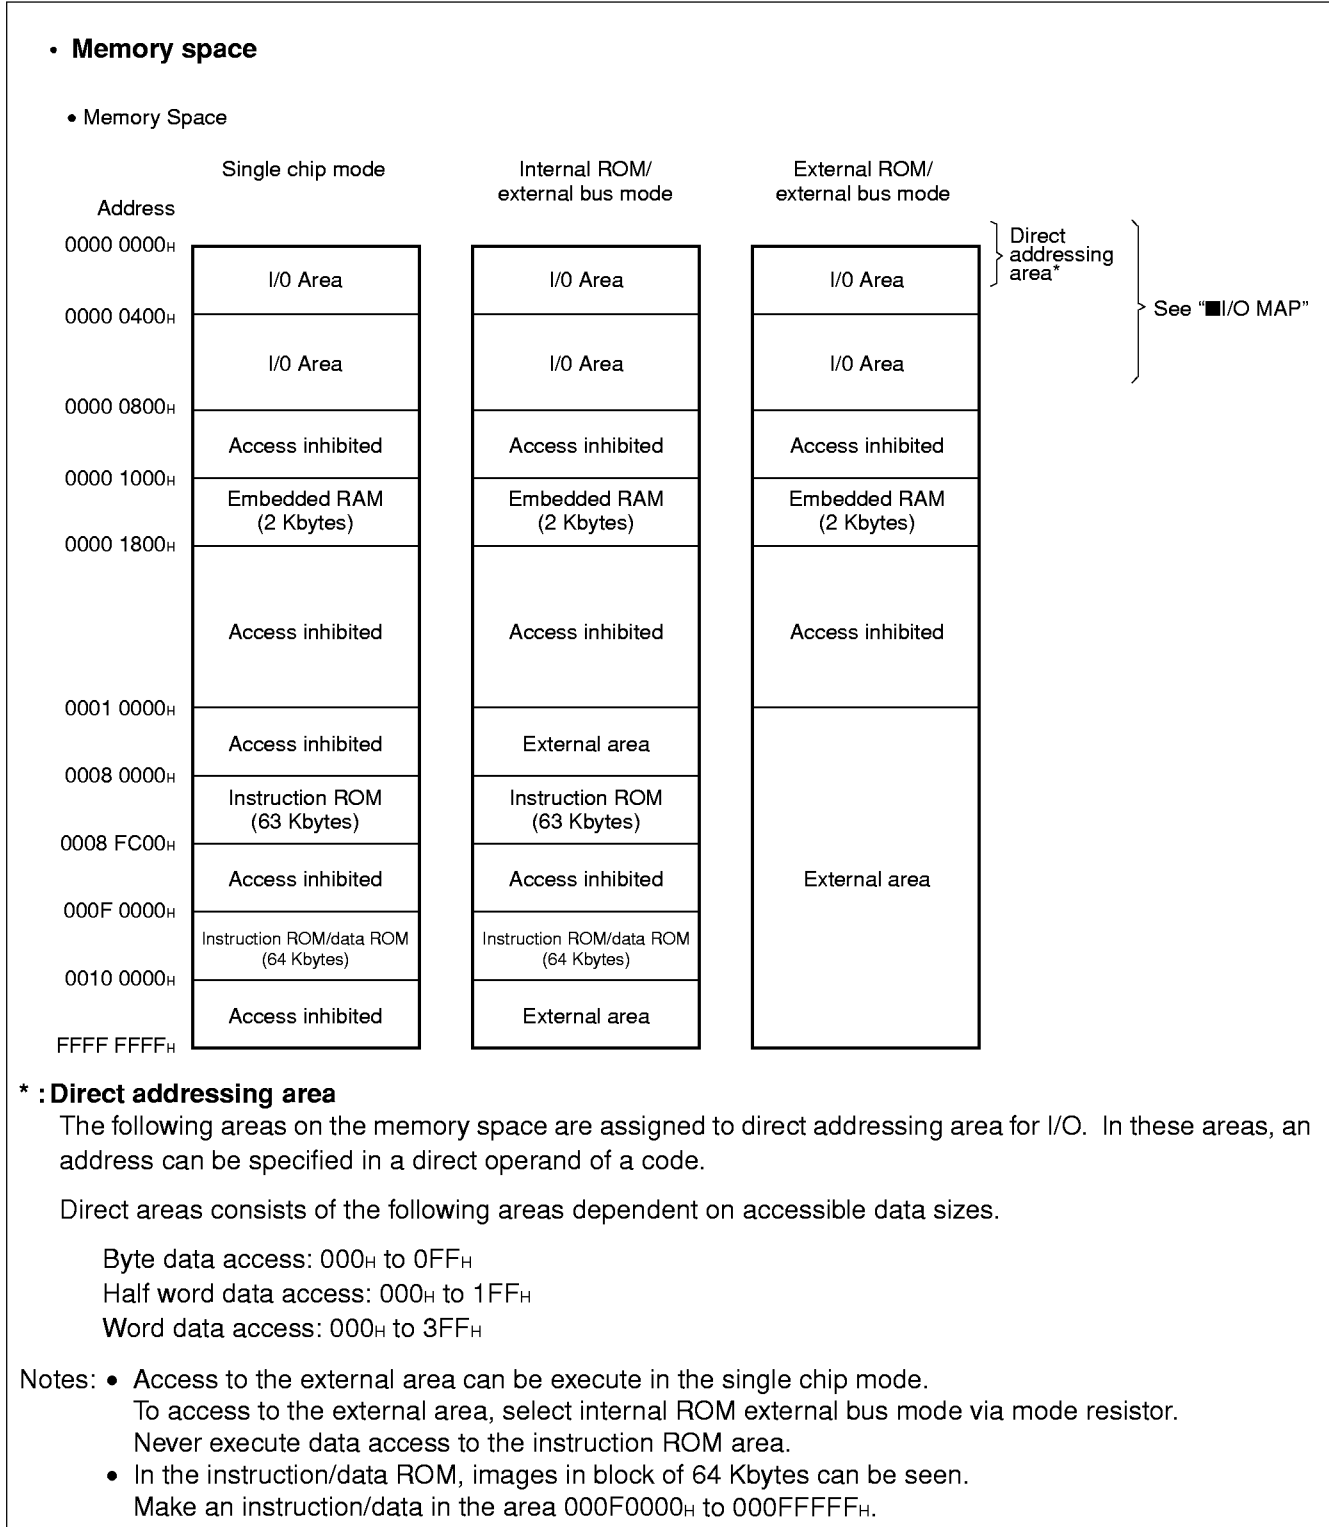 • Memory space
• Memory Space
Single chip mode
Internal ROM/
external bus mode
External ROM/
external bus mode
Address
0000 0000H
I/0 Area
I/0 Area
I/0 Area
Direct
addressing
area*
See “■I/O MAP”
0000 0400H
I/0 Area
I/0 Area
I/0 Area
0000 0800H
Access inhibited
Access inhibited
Access inhibited
0000 1000H
Embedded RAM
(2 Kbytes)
Embedded RAM
(2 Kbytes)
Embedded RAM
(2 Kbytes)
0000 1800H
Access inhibited
Access inhibited
Access inhibited
0001 0000H
Access inhibited
External area
0008 0000H
Instruction ROM
(63 Kbytes)
Instruction ROM
(63 Kbytes)
0008 FC00H
Access inhibited
Access inhibited
External area
000F 0000H
Instruction ROM/data ROM
(64 Kbytes)
Instruction ROM/data ROM
(64 Kbytes)
0010 0000H
Access inhibited
External area
FFFF FFFFH
* : Direct addressing area
The following areas on the memory space are assigned to direct addressing area for I/O. In these areas, an
address can be specified in a direct operand of a code.
Direct areas consists of the following areas dependent on accessible data sizes.
Byte data access: 000H to 0FFH
Half word data access: 000H to 1FFH
Word data access: 000H to 3FFH
Notes: • Access to the external area can be execute in the single chip mode.
To access to the external area, select internal ROM external bus mode via mode resistor.
Never execute data access to the instruction ROM area.
• In the instruction/data ROM, images in block of 64 Kbytes can be seen.
Make an instruction/data in the area 000F0000H to 000FFFFFH.